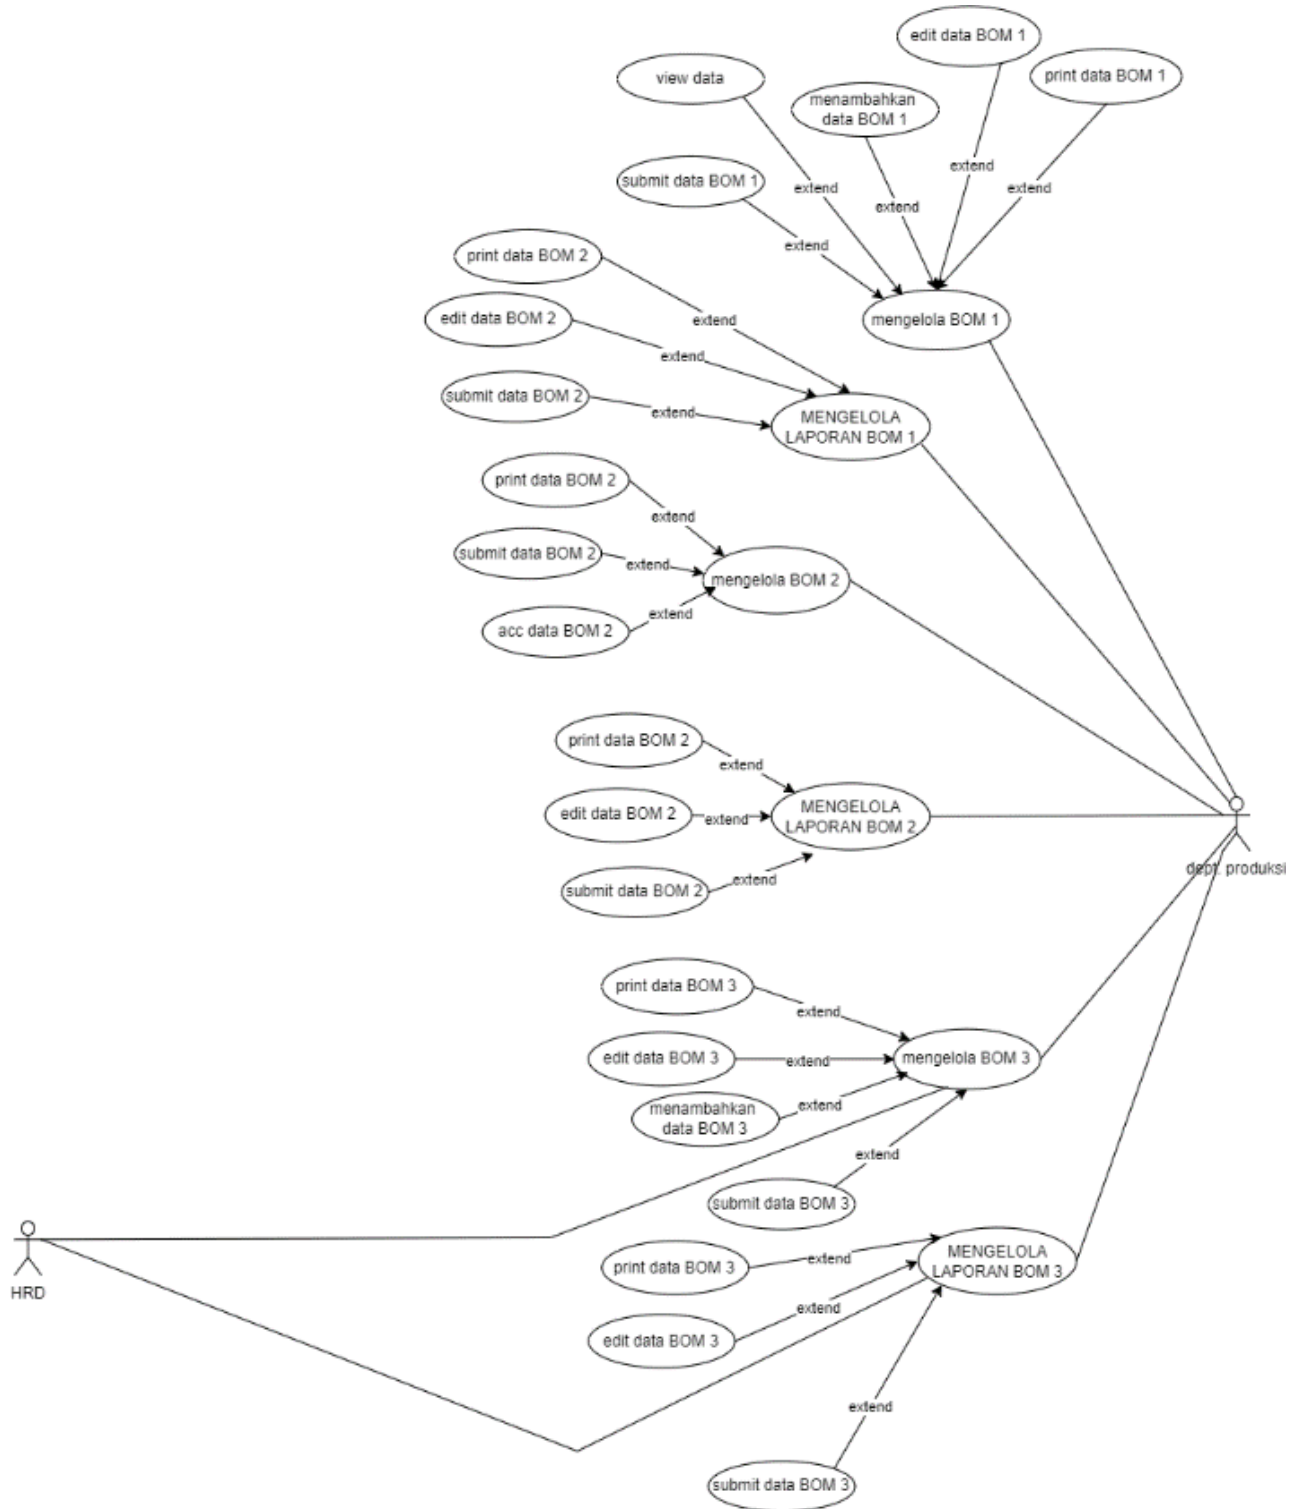 edit data BOM 1
print data BOM 1
view data
menambahkan
data BOM 1
extend
submit data BOM 1
extend
extend
extend
extend
print data BOM 2
edit data BOM 2
extend
mengelola BOM 1
extend
submit data BOM 2
extend
MENGELOLA
LAPORAN BOM 1
print data BOM 2
extend
submit data BOM 2
extend
mengelola BOM 2
extend
acc data BOM 2
print data BOM 2
extend
edit data BOM 2
extend
MENGELOLA
LAPORAN BOM 2
extend
submit data BOM 2
dept. produksi
print data BOM 3
extend
edit data BOM 3
extend
mengelola BOM 3
menambahkan
data BOM 3
extend
extend
submit data BOM 3
HRD
print data BOM 3
extend
MENGELOLA
LAPORAN BOM 3
extend
edit data BOM 3
extend
submit data BOM 3